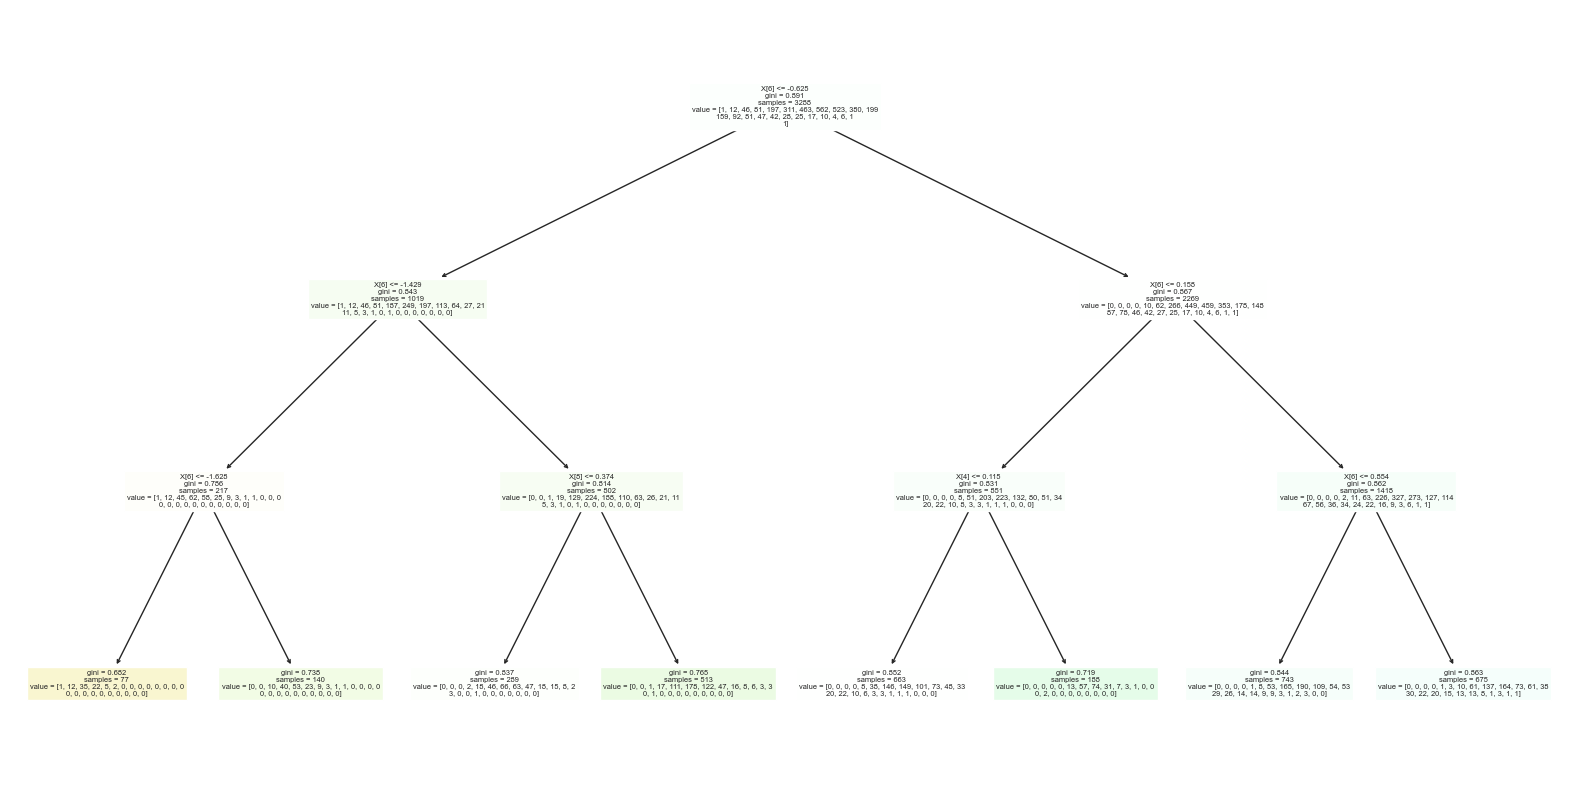 X[6] <= -0.625
gini = 0.891
samples = 3288
value = [1, 12, 46, 81, 197, 311, 463, 562, 523, 380, 199
159, 92, 81, 47, 42, 28, 25, 17, 10, 4, 6, 1
1]
X[6] <= -1.429
gini = 0.843
samples = 1019
value = [1, 12, 46, 81, 187, 249, 197, 113, 64, 27, 21
11, 5, 3, 1, 0, 1, 0, 0, 0, 0, 0, 0, 0]
X[6] <= 0.158
gini = 0.867
samples = 2269
value = [0, 0, 0, 0, 10, 62, 266, 449, 459, 353, 178, 148
87, 78, 46, 42, 27, 25, 17, 10, 4, 6, 1, 1]
X[6] <= -1.625
gini = 0.786
samples = 217
value = [1, 12, 45, 62, 58, 25, 9, 3, 1, 1, 0, 0, 0
0, 0, 0, 0, 0, 0, 0, 0, 0, 0, 0]
X[5] <= 0.374
gini = 0.814
samples = 802
value = [0, 0, 1, 19, 129, 224, 188, 110, 63, 26, 21, 11
5, 3, 1, 0, 1, 0, 0, 0, 0, 0, 0, 0]
X[4] <= 0.115
gini = 0.831
samples = 851
value = [0, 0, 0, 0, 8, 51, 203, 223, 132, 80, 51, 34
20, 22, 10, 8, 3, 3, 1, 1, 1, 0, 0, 0]
X[6] <= 0.884
gini = 0.862
samples = 1418
value = [0, 0, 0, 0, 2, 11, 63, 226, 327, 273, 127, 114
67, 56, 36, 34, 24, 22, 16, 9, 3, 6, 1, 1]
gini = 0.682
samples = 77
value = [1, 12, 35, 22, 5, 2, 0, 0, 0, 0, 0, 0, 0, 0
0, 0, 0, 0, 0, 0, 0, 0, 0, 0]
gini = 0.735
samples = 140
value = [0, 0, 10, 40, 53, 23, 9, 3, 1, 1, 0, 0, 0, 0
0, 0, 0, 0, 0, 0, 0, 0, 0, 0]
gini = 0.837
samples = 289
value = [0, 0, 0, 2, 18, 46, 66, 63, 47, 18, 15, 8, 2
3, 0, 0, 1, 0, 0, 0, 0, 0, 0, 0]
gini = 0.765
samples = 513
value = [0, 0, 1, 17, 111, 178, 122, 47, 16, 8, 6, 3, 3
0, 1, 0, 0, 0, 0, 0, 0, 0, 0, 0]
gini = 0.852
samples = 663
value = [0, 0, 0, 0, 8, 38, 146, 149, 101, 73, 48, 33
20, 22, 10, 6, 3, 3, 1, 1, 1, 0, 0, 0]
gini = 0.719
samples = 188
value = [0, 0, 0, 0, 0, 13, 57, 74, 31, 7, 3, 1, 0, 0
0, 2, 0, 0, 0, 0, 0, 0, 0, 0]
gini = 0.844
samples = 743
value = [0, 0, 0, 0, 1, 8, 53, 165, 190, 109, 54, 53
29, 26, 14, 14, 9, 9, 3, 1, 2, 3, 0, 0]
gini = 0.863
samples = 675
value = [0, 0, 0, 0, 1, 3, 10, 61, 137, 164, 73, 61, 38
30, 22, 20, 15, 13, 13, 8, 1, 3, 1, 1]